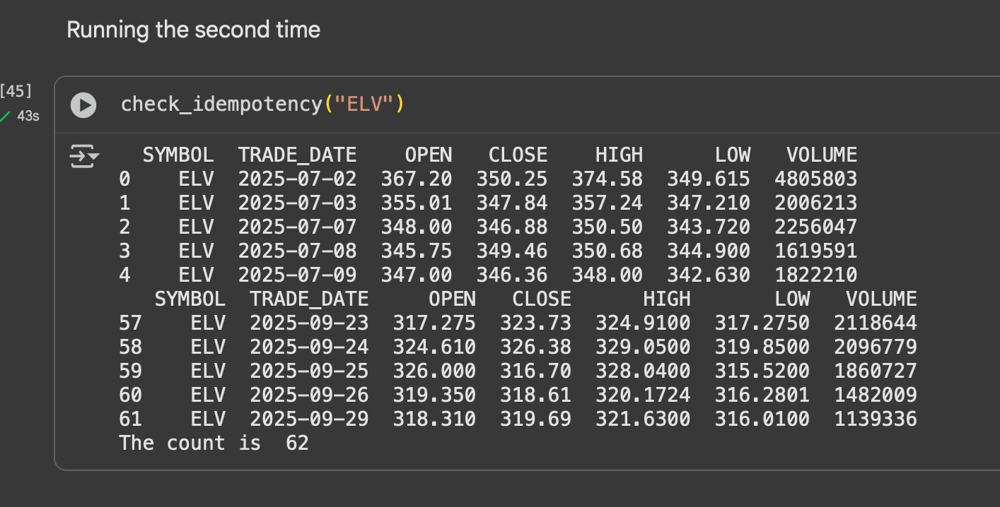 Running the second time
[45]
43s
check_idempotency("ELV")
SYMBOL TRADE_DATE OPEN CLOSE HIGH LOW VOLUME
0 ELV 2025-07-02 367.20 350.25 374.58 349.615 4805803
1 ELV 2025-07-03 355.01 347.84 357.24 347.210 2006213
2 ELV 2025-07-07 348.00 346.88 350.50 343.720 2256047
3 ELV 2025-07-08 345.75 349.46 350.68 344.900 1619591
4 ELV 2025-07-09 347.00 346.36 348.00 342.630 1822210
SYMBOL TRADE_DATE OPEN CLOSE HIGH LOW VOLUME
57 ELV 2025-09-23 317.275 323.73 324.9100 317.2750 2118644
58 ELV 2025-09-24 324.610 326.38 329.0500 319.8500 2096779
59 ELV 2025-09-25 326.000 316.70 328.0400 315.5200 1860727
60 ELV 2025-09-26 319.350 318.61 320.1724 316.2801 1482009
61 ELV 2025-09-29 318.310 319.69 321.6300 316.0100 1139336
The count is 62